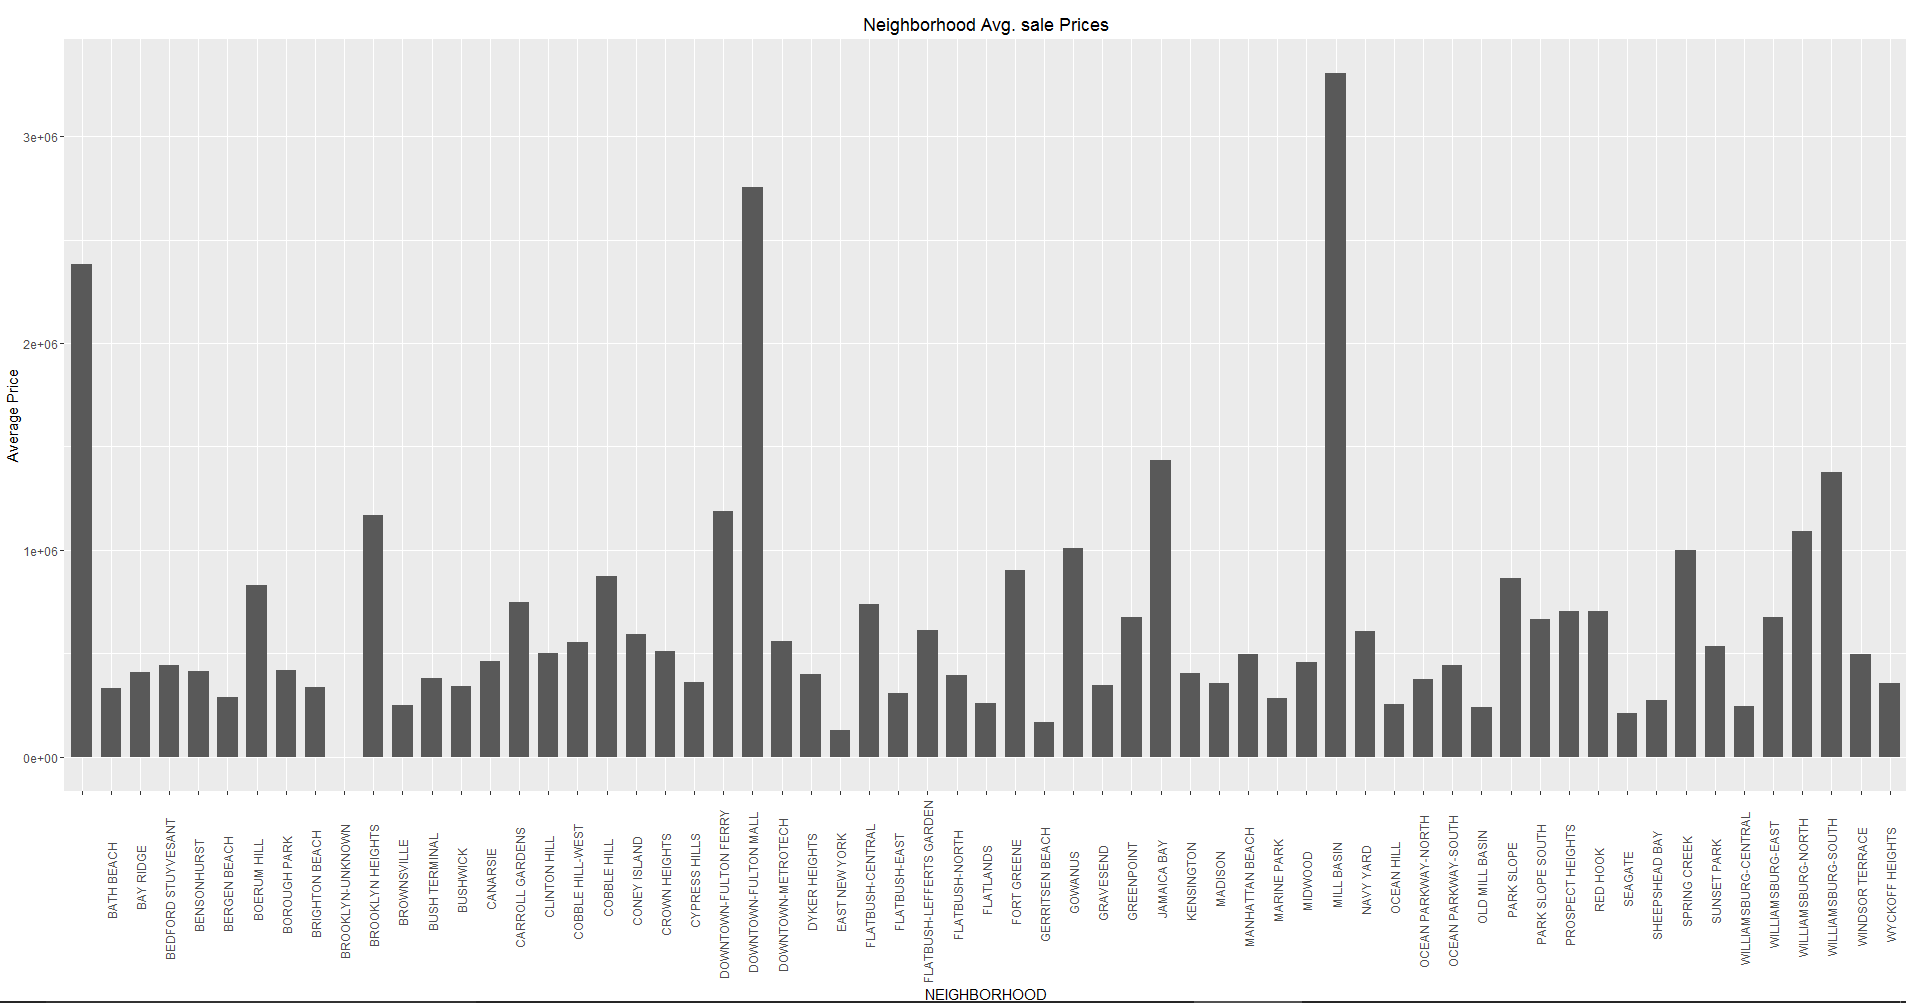 Neighborhood Avg. sale Prices
Average Price
3e+06
2e+06
1e+06
0e+00
BATH BEACH
BAY RIDGE
BEDFORD STUYVESANT
BENSONHURST
BERGEN BEACH
BOERUM HILL
BOROUGH PARK
BRIGHTON BEACH
BROOKLYN-UNKNOWN
BROOKLYN HEIGHTS
BROWNSVILLE
BUSH TERMINAL
BUSHWICK
CANARSIE
CARROLL GARDENS
CLINTON HILL
COBBLE HILL-WEST
COBBLE HILL
CONEY ISLAND
CROWN HEIGHTS
CYPRESS HILLS
DOWNTOWN-FULTON FERRY
DOWNTOWN-FULTON MALL
DOWNTOWN-METROTECH
DYKER HEIGHTS
EAST NEW YORK
FLATBUSH-CENTRAL
FLATBUSH-EAST
FLATBUSH-LEFFERTS GARDEN
FLATBUSH-NORTH
FLATLANDS
FORT GREENE
GERRITSEN BEACH
GOWANUS
GRAVESEND
GREENPOINT
JAMAICA BAY
KENSINGTON
MADISON
MANHATTAN BEACH
MARINE PARK
MIDWOOD
MILL BASIN
NAVY YARD
OCEAN HILL
OCEAN PARKWAY-NORTH
OCEAN PARKWAY-SOUTH
OLD MILL BASIN
PARK SLOPE
PARK SLOPE SOUTH
PROSPECT HEIGHTS
RED HOOK
SEAGATE
SHEEPSHEAD BAY
SPRING CREEK
SUNSET PARK
WILLIAMSBURG-CENTRAL
WILLIAMSBURG-EAST
WILLIAMSBURG-NORTH
WILLIAMSBURG-SOUTH
WINDSOR TERRACE
WYCKOFF HEIGHTS
NEIGHBORHOOD